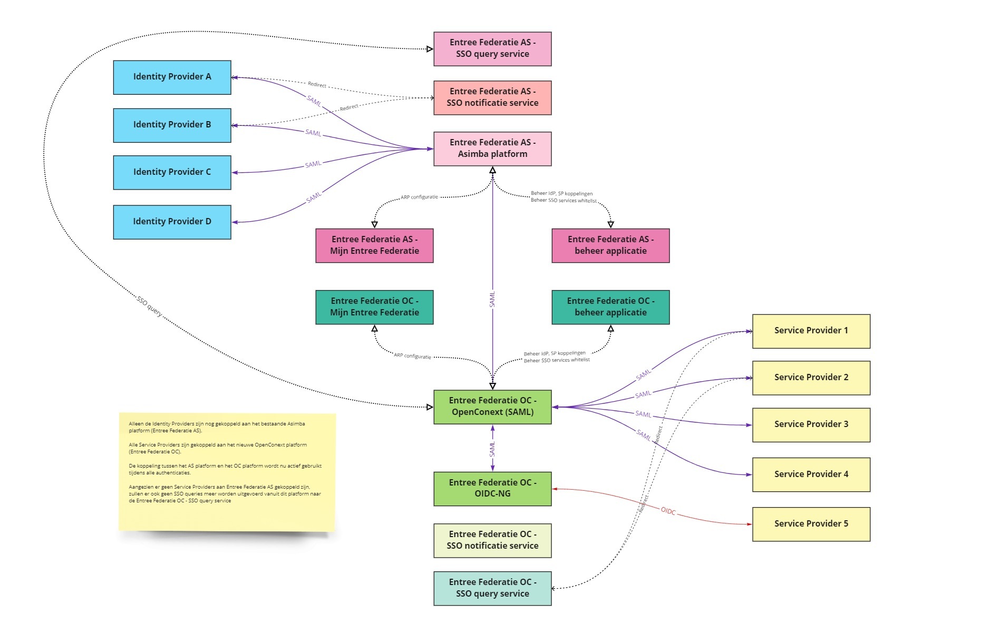 Entree Federatie AS -
SSO query service
Identity Provider A
Redirect
SAML
Entree Federatie AS -
SSO notificatie service
Redirect
Identity Provider B
SAML
Entree Federatie AS -
Asimba platform
Identity Provider C
SAML
SAML
Identity Provider D
ARP configuratie
Beheer IdP, SP koppelingen
Beheer SSO services whitelist
Entree Federatie AS -
Mijn Entree Federatie
Entree Federatie AS -
beheer applicatie
SAML
SSO query
Entree Federatie OC -
Mijn Entree Federatie
Entree Federatie OC -
beheer applicatie
ARP configuratie
Beheer IdP, SP koppelingen
Beheer SSO services whitelist
Service Provider 1
SAML
Service Provider 2
SAML
Entree Federatie OC -
OpenConext (SAML)
SAML
Service Provider 3
SAML
Redirect
Service Provider 4
SAML
Entree Federatie OC -
OIDC-NG
Redirect
OIDC
Service Provider 5
Entree Federatie OC -
SSO notificatie service
Entree Federatie OC -
SSO query service
Alleen de Identity Providers zijn nog gekoppeld aan het bestaande Asimba
platform (Entree Federatie AS).
Alle Service Providers zijn gekoppeld aan het nieuwe OpenConext platform
(Entree Federatie OC).
De koppeling tussen het AS platform en het OC platform wordt nu actief gebruikt
tijdens alle authenticaties.
Aangezien er geen Service Providers aan Entree Federatie AS gekoppeld zijn,
zullen er ook geen SSO queries meer worden uitgevoerd vanuit dit platform naar
de Entree Federatie OC - SSO query service